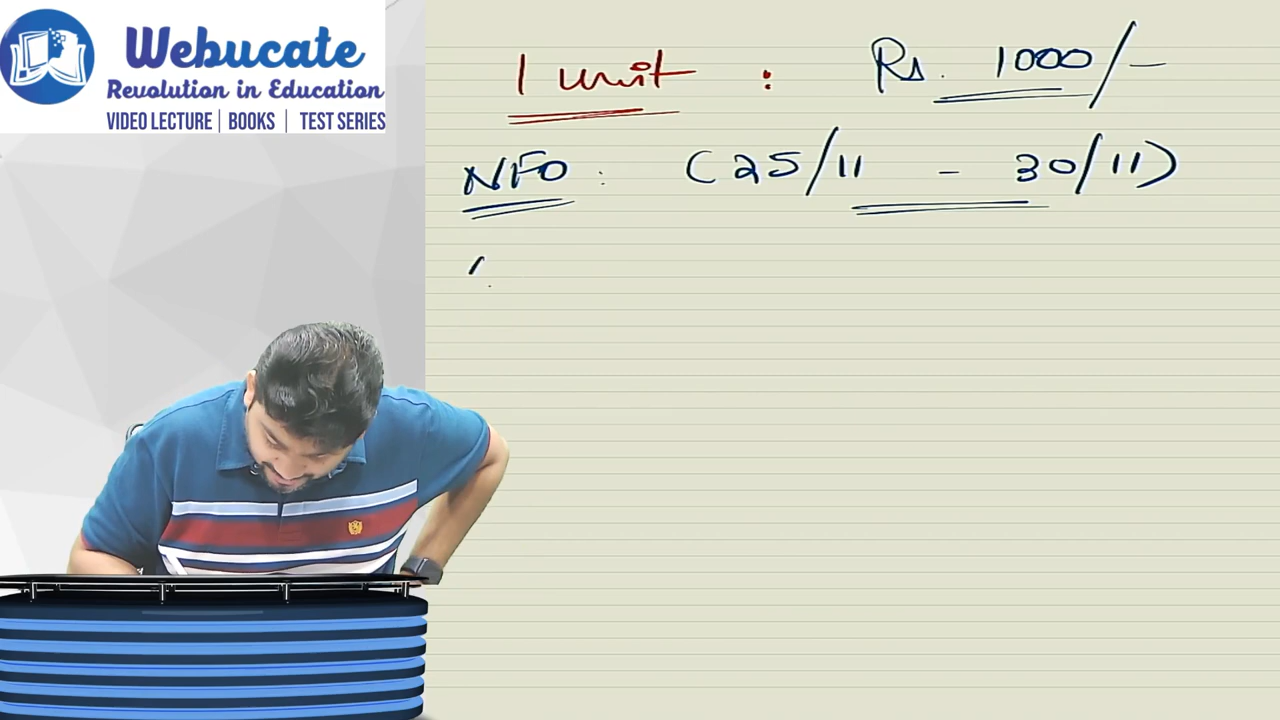 Webucate
Revolution in Education
VIDEO LECTURE | BOOKS | TEST SERIES
1 unit : Rs. 1000/-
NFO : (25/11 - 30/11)